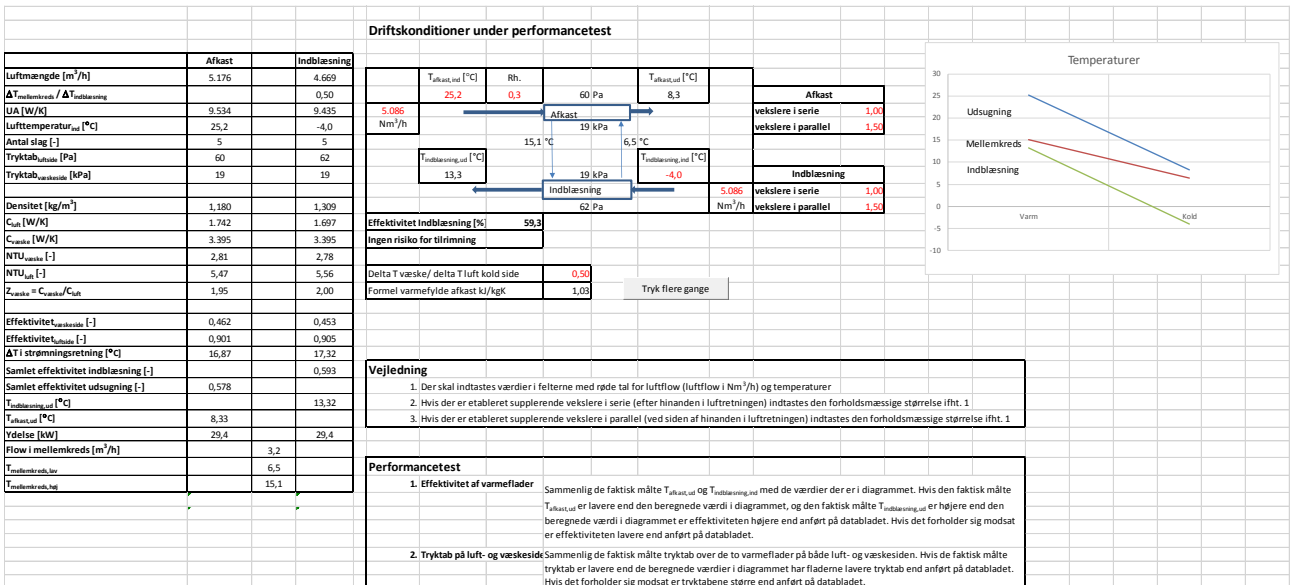 Driftskonditioner under performancetest
Afkast Indblæsning
Luftmængde [m³/h] 5.176 4.669
ΔTmellemkreds / ΔTindblæsning 0,50
UA [W/K] 9.534 9.435
Lufttemperaturind [°C] 25,2 -4,0
Antal slag [-] 5 5
Tryktabluftside [Pa] 60 62
Tryktabvæskeside [kPa] 19 19
Densitet [kg/m³] 1,180 1,309
Cluft [W/K] 1.742 1.697
Cvæske [W/K] 3.395 3.395
NTUvæske [-] 2,81 2,78
NTUluft [-] 5,47 5,56
Zvæske = Cvæske/Cluft 1,95 2,00
Effektivitetvæskeside [-] 0,462 0,453
Effektivitetluftside [-] 0,901 0,905
ΔT i strømningsretning [°C] 16,87 17,32
Samlet effektivitet indblæsning [-] 0,593
Samlet effektivitet udsugning [-] 0,578
Tindblæsning,ud [°C] 13,32
Tafkast,ud [°C] 8,33
Ydelse [kW] 29,4 29,4
Flow i mellemkreds [m³/h] 3,2
Tmellemkreds,lav 6,5
Tmellemkreds,høj 15,1
Tafkast,ind [°C] Rh. Tafkast,ud [°C]
25,2 0,3 60 Pa 8,3
5.086
Nm³/h
Afkast
19 kPa
15,1 °C 6,5 °C
Tindblæsning,ud [°C] Tindblæsning,ind [°C]
13,3 19 kPa -4,0
Indblæsning
5.086
Nm³/h
62 Pa
Afkast
vekslere i serie 1,00
vekslere i parallel 1,50
Indblæsning
vekslere i serie 1,00
vekslere i parallel 1,50
Effektivitet Indblæsning [%] 59,3
Ingen risiko for tilrimning
Delta T væske/ delta T luft kold side 0,50
Formel varmefylde afkast kJ/kgK 1,03
Tryk flere gange
Temperaturer
30
25
20
15
10
5
0
-5
-10
Udsugning
Mellemkreds
Indblæsning
Varm Kold
Vejledning
1. Der skal indtastes værdier i felterne med røde tal for luftflow (luftflow i Nm³/h) og temperaturer
2. Hvis der er etableret supplerende vekslere i serie (efter hinanden i luftretningen) indtastes den forholdsmæssige størrelse ifht. 1
3. Hvis der er etableret supplerende vekslere i parallel (ved siden af hinanden i luftretningen) indtastes den forholdsmæssige størrelse ifht. 1
Performancetest
1. Effektivitet af varmeflader
Sammenlig de faktisk målte Tafkast,ud og Tindblæsning,ind med de værdier der er i diagrammet. Hvis den faktisk målte
Tafkast,ud er lavere end den beregnede værdi i diagrammet, og den faktisk målte Tindblæsning,ud er højere end den
beregnede værdi i diagrammet er effektiviteten højere end anført på databladet. Hvis det forholder sig modsat
er effektiviteten lavere end anført på databladet.
2. Tryktab på luft- og væskeside
Sammenlig de faktisk målte tryktab over de to varmeflader på både luft- og væskesiden. Hvis de faktisk målte
tryktab er lavere end de beregnede værdier i diagrammet har fladerne lavere tryktab end anført på databladet.
Hvis det forholder sig modsat er tryktabene større end anført på databladet.